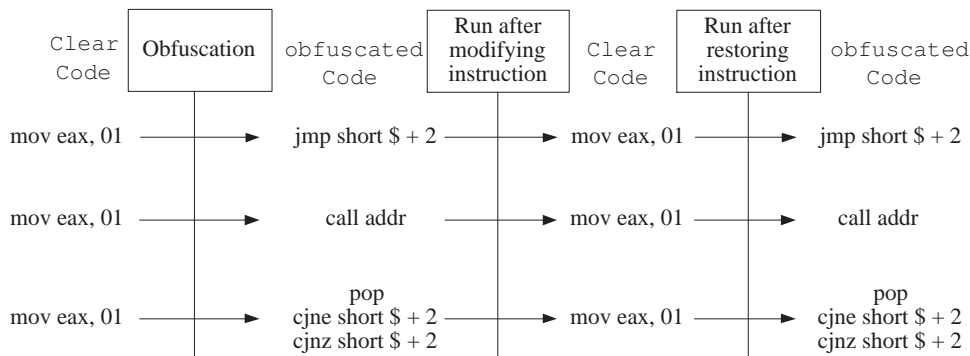 Clear
Code
Obfuscation
obfuscated
Code
Run after
modifying
instruction
Clear
Code
Run after
restoring
instruction
obfuscated
Code
mov eax, 01
jmp short $ + 2
mov eax, 01
jmp short $ + 2
mov eax, 01
call addr
mov eax, 01
call addr
mov eax, 01
pop
cjne short $ + 2
cjnz short $ + 2
mov eax, 01
pop
cjne short $ + 2
cjnz short $ + 2